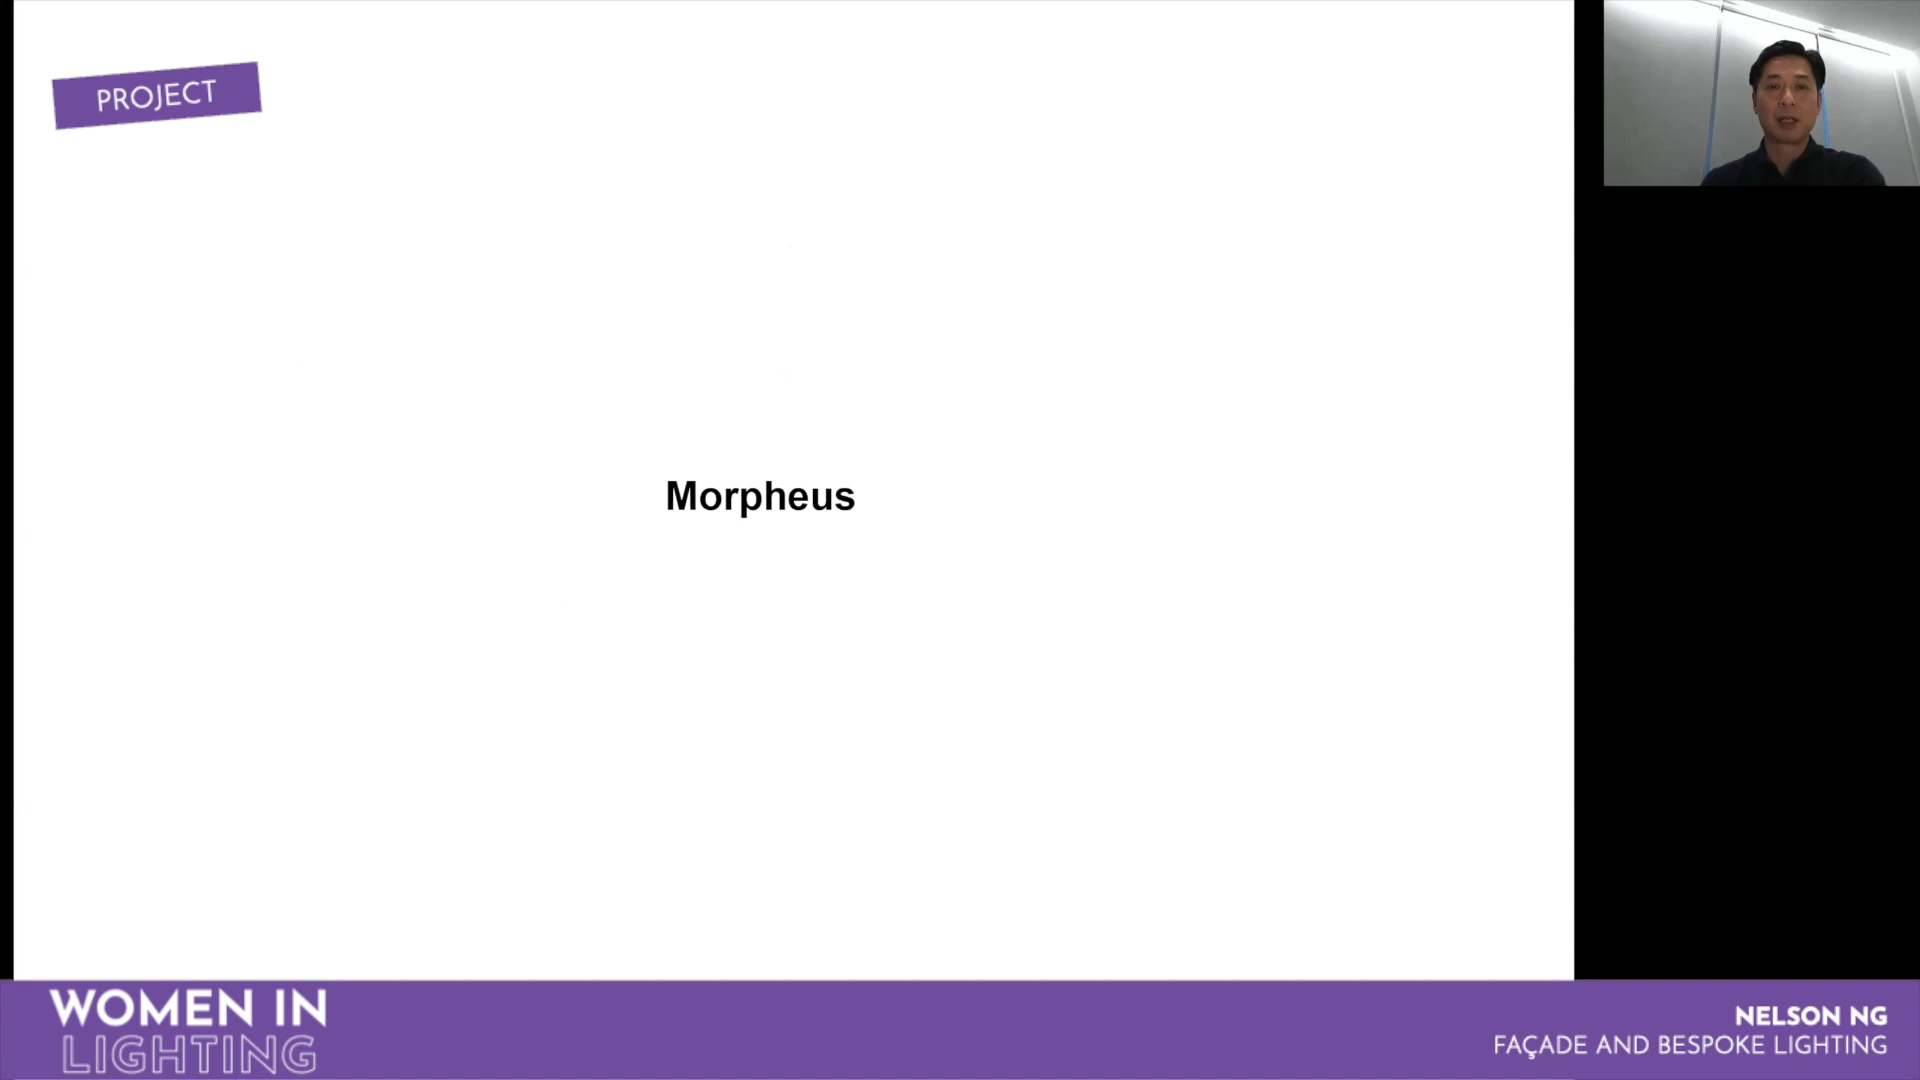 PROJECT
Morpheus
WOMEN IN
LIGHTING
NELSON NG
FAÇADE AND BESPOKE LIGHTING